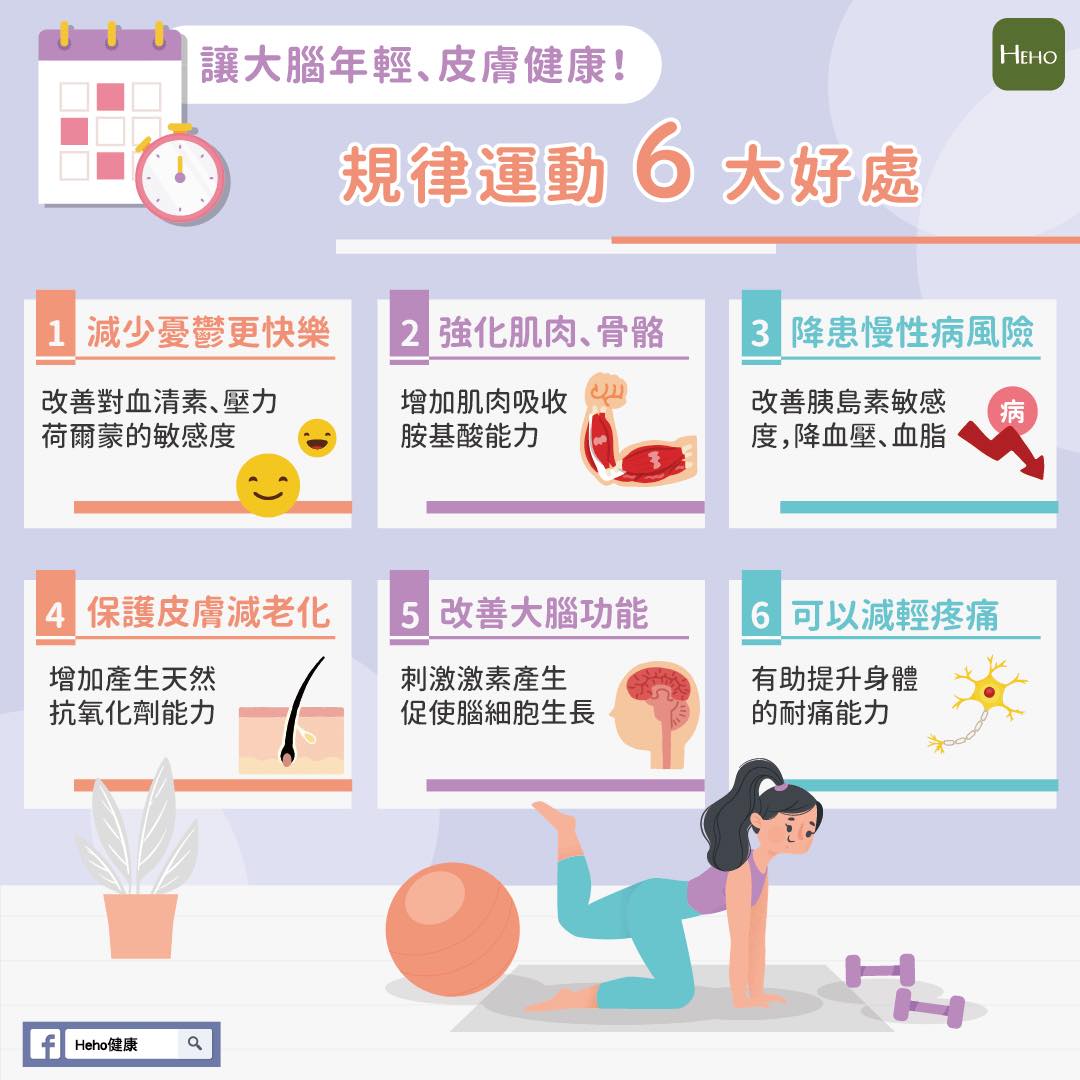 HEHO
讓大腦年輕、皮膚健康!
規律運動6大好處
1 減少憂鬱更快樂
改善對血清素、壓力
荷爾蒙的敏感度
2 強化肌肉、骨骼
增加肌肉吸收
胺基酸能力
3 降患慢性病風險
改善胰島素敏感
度,降血壓、血脂
病
4 保護皮膚減老化
增加產生天然
抗氧化劑能力
5 改善大腦功能
刺激激素產生
促使腦細胞生長
6 可以減輕疼痛
有助提升身體
的耐痛能力
f Heho健康